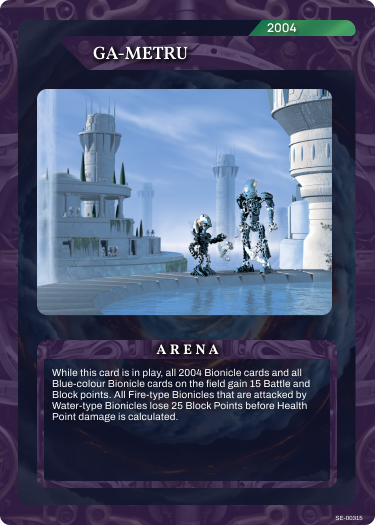 2004
GA-METRU
ARENA
While this card is in play, all 2004 Bionicle cards and all
Blue-colour Bionicle cards on the field gain 15 Battle and
Block points. All Fire-type Bionicles that are attacked by
Water-type Bionicles lose 25 Block Points before Health
Point damage is calculated.
SE-00315